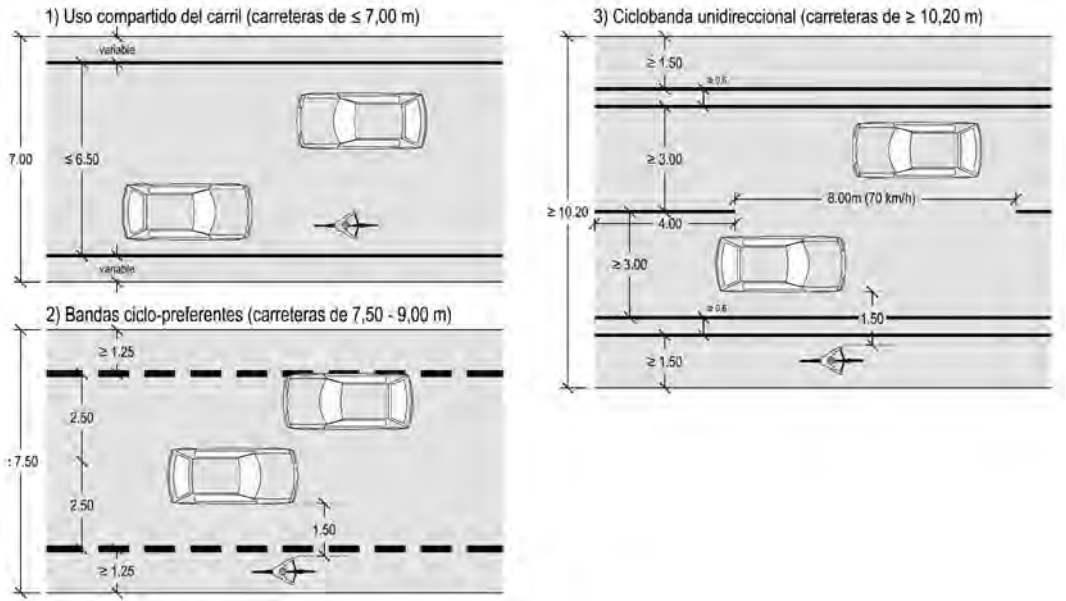 1) Uso compartido del carril (carreteras de ≤ 7,00 m)
variable
7.00
≤ 6.50
variable
2) Bandas ciclo-preferentes (carreteras de 7,50 - 9,00 m)
≥ 1.25
2.50
: 7.50
2.50
1.50
≥ 1.25
3) Ciclobanda unidireccional (carreteras de ≥ 10,20 m)
≥ 1.50
≥ 0.6
≥ 3.00
8.00m (70 km/h)
≥ 10.20
4.00
≥ 3.00
≥ 0.6
1.50
≥ 1.50